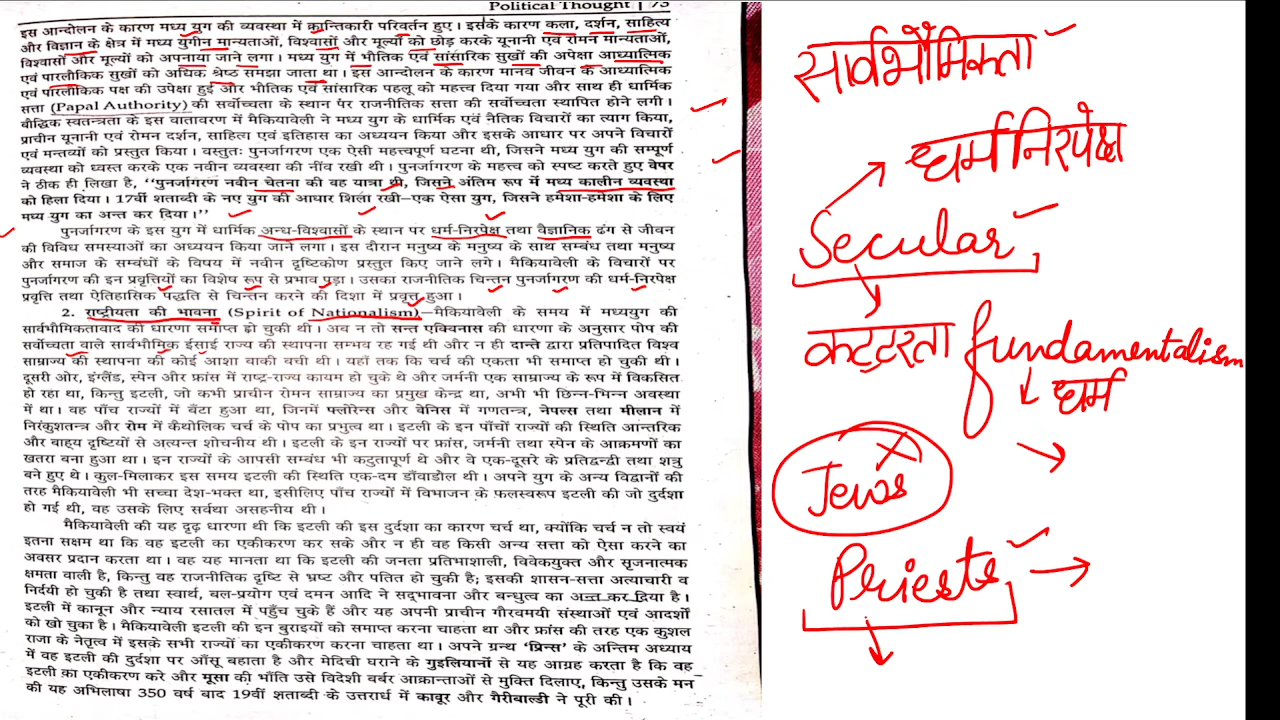 Political Thought / 73
इस आन्दोलन के कारण मध्य युग की व्यवस्था में क्रान्तिकारी परिवर्तन हुए। इसके कारण कला, दर्शन, साहित्य
और विज्ञान के क्षेत्र में मध्य युगीन मान्यताओं, विश्वासों और मूल्यों को छोड़ करके यूनानी एवं रोमन मान्यताओं,
विश्वासों और मूल्यों को अपनाया जाने लगा। मध्य युग में भौतिक एवं सांसारिक सुखों की अपेक्षा आध्यात्मिक
एवं पारलौकिक सुखों को अधिक श्रेष्ठ समझा जाता था। इस आन्दोलन के कारण मानव जीवन के आध्यात्मिक
एवं पारलौकिक पक्ष की उपेक्षा हुई और भौतिक एवं सांसारिक पहलू को महत्त्व दिया गया और साथ ही धार्मिक
सत्ता (Papal Authority) की सर्वोच्चता के स्थान पर राजनीतिक सत्ता की सर्वोच्चता स्थापित होने लगी।
बौद्धिक स्वतन्त्रता के इस वातावरण में मैकियावेली ने मध्य युग के धार्मिक एवं नैतिक विचारों का त्याग किया,
प्राचीन यूनानी एवं रोमन दर्शन, साहित्य एवं इतिहास का अध्ययन किया और इसके आधार पर अपने विचारों
एवं मन्तव्यों को प्रस्तुत किया। वस्तुतः पुनर्जागरण एक ऐसी महत्त्वपूर्ण घटना थी, जिसने मध्य युग की सम्पूर्ण
व्यवस्था को ध्वस्त करके एक नवीन व्यवस्था की नींव रखी थी। पुनर्जागरण के महत्त्व को स्पष्ट करते हुए वेपर
ने ठीक ही लिखा है, ‘‘पुनर्जागरण नवीन चेतना की वह यात्रा थी, जिसने अंतिम रूप में मध्य कालीन व्यवस्था
को हिला दिया। 17वीं शताब्दी के नए युग की आधार शिला रखी—एक ऐसा युग, जिसने हमेशा-हमेशा के लिए
मध्य युग का अन्त कर दिया।’’
पुनर्जागरण के इस युग में धार्मिक अन्ध-विश्वासों के स्थान पर धर्म-निरपेक्ष तथा वैज्ञानिक ढंग से जीवन
की विविध समस्याओं का अध्ययन किया जाने लगा। इस दौरान मनुष्य के मनुष्य के साथ सम्बंध तथा मनुष्य
और समाज के सम्बंधों के विषय में नवीन दृष्टिकोण प्रस्तुत किए जाने लगे। मैकियावेली के विचारों पर
पुनर्जागरण की इन प्रवृत्तियों का विशेष रूप से प्रभाव पड़ा। उसका राजनीतिक चिन्तन पुनर्जागरण की धर्म-निरपेक्ष
प्रवृत्ति तथा ऐतिहासिक पद्धति से चिन्तन करने की दिशा में प्रवृत्त हुआ।
2. राष्ट्रीयता की भावना (Spirit of Nationalism)—मैकियावेली के समय में मध्ययुग की
सार्वभौमिकतावाद की धारणा समाप्त हो चुकी थी। अब न तो सन्त एक्विनास की धारणा के अनुसार पोप की
सर्वोच्चता वाले सार्वभौमिक इंसाई राज्य की स्थापना सम्भव रह गई थी और न ही दान्ते द्वारा प्रतिपादित विश्व
साम्राज्य की स्थापना की कोई आशा वाकी बची थी। यहाँ तक कि चर्च की एकता भी समाप्त हो चुकी थी।
दूसरी ओर, इंग्लैंड, स्पेन और फ्रांस में राष्ट्र-राज्य कायम हो चुके थे और जर्मनी एक साम्राज्य के रूप में विकसित
हो रहा था, किन्तु इटली, जो कभी प्राचीन रोमन साम्राज्य का प्रमुख केन्द्र था, अभी भी छिन्न-भिन्न अवस्था
में था। वह पाँच राज्यों में बँटा हुआ था, जिनमें फ्लोरेन्स और वेनिस में गणतन्त्र, नेपल्स तथा मीलान में
निरंकुशतन्त्र और रोम में कैथोलिक चर्च के पोप का प्रभुत्व था। इटली के इन पाँचों राज्यों की स्थिति आन्तरिक
और बाह्य दृष्टियों से अत्यन्त शोचनीय थी। इटली के इन राज्यों पर फ्रांस, जर्मनी तथा स्पेन के आक्रमणों का
खतरा बना हुआ था। इन राज्यों के आपसी सम्बंध भी कटुतापूर्ण थे और वे एक-दूसरे के प्रतिद्वन्द्वी तथा शत्रु
बने हुए थे। कुल-मिलाकर इस समय इटली की स्थिति एक-दम डाँवाडोल थी। अपने युग के अन्य विद्वानों की
तरह मैकियावेली भी सच्चा देश-भक्त था, इसीलिए पाँच राज्यों में विभाजन के फलस्वरूप इटली की जो दुर्दशा
हो गई थी, वह उसके लिए सर्वथा असहनीय थी।
मैकियावेली की यह दृढ़ धारणा थी कि इटली की इस दुर्दशा का कारण चर्च था, क्योंकि चर्च न तो स्वयं
इतना सक्षम था कि वह इटली का एकीकरण कर सके और न ही वह किसी अन्य सत्ता को ऐसा करने का
अवसर प्रदान करता था। वह यह मानता था कि इटली की जनता प्रतिभाशाली, विवेकयुक्त और सृजनात्मक
क्षमता वाली है, किन्तु वह राजनीतिक दृष्टि से भ्रष्ट और पतित हो चुकी है; इसकी शासन-सत्ता अत्याचारी व
निर्दयी हो चुकी है तथा स्वार्थ, बल-प्रयोग एवं दमन आदि ने सद्भावना और बन्धुत्व का अन्त कर दिया है।
इटली में कानून और न्याय रसातल में पहुँच चुके हैं और यह अपनी प्राचीन गौरवमयी संस्थाओं एवं आदर्शों
को खो चुका है। मैकियावेली इटली की इन बुराइयों को समाप्त करना चाहता था और फ्रांस की तरह एक कुशल
राजा के नेतृत्व में इसके सभी राज्यों का एकीकरण करना चाहता था। अपने ग्रन्थ ‘प्रिन्स’ के अन्तिम अध्याय
में वह इटली की दुर्दशा पर आँसू बहाता है और मेदिची घराने के गुइलियानों से यह आग्रह करता है कि वह
इटली का एकीकरण करे और मूसा की भाँति उसे विदेशी बर्बर आक्रान्ताओं से मुक्ति दिलाए, किन्तु उसके मन
की यह अभिलाषा 350 वर्ष बाद 19वीं शताब्दी के उत्तरार्ध में कावूर और गैरीबाल्डी ने पूरी की।
सार्वभौमिकता
धर्मनिरपेक्ष
Secular
कट्टरता fundamentalism
धर्म
Jews
Priests